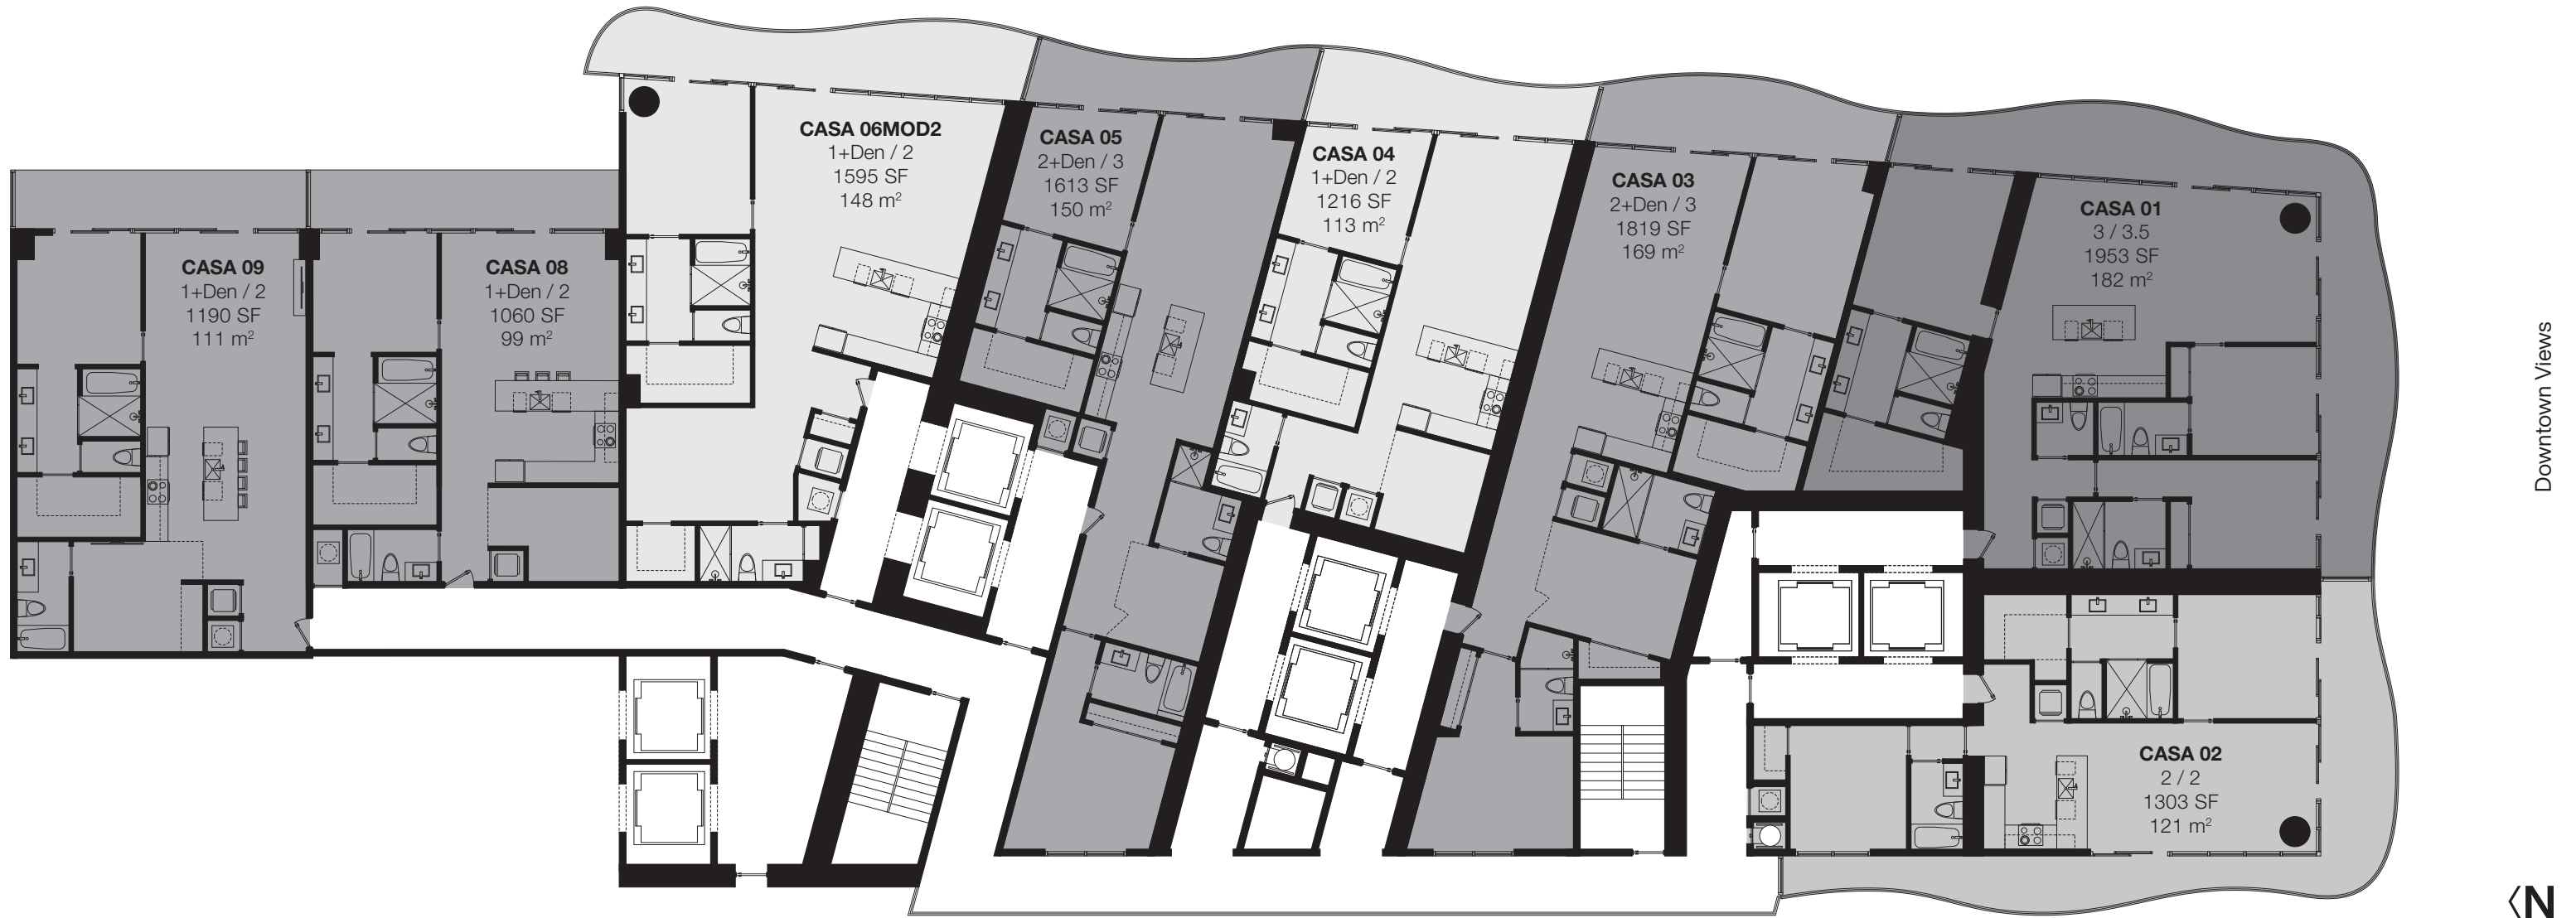 CASA 06MOD2
1+Den / 2
1595 SF
148 m²
CASA 05
2+Den / 3
1613 SF
150 m²
CASA 04
1+Den / 2
1216 SF
113 m²
CASA 03
2+Den / 3
1819 SF
169 m²
CASA 01
3 / 3.5
1953 SF
182 m²
CASA 09
1+Den / 2
1190 SF
111 m²
CASA 08
1+Den / 2
1060 SF
99 m²
Downtown Views
CASA 02
2 / 2
1303 SF
121 m²
N